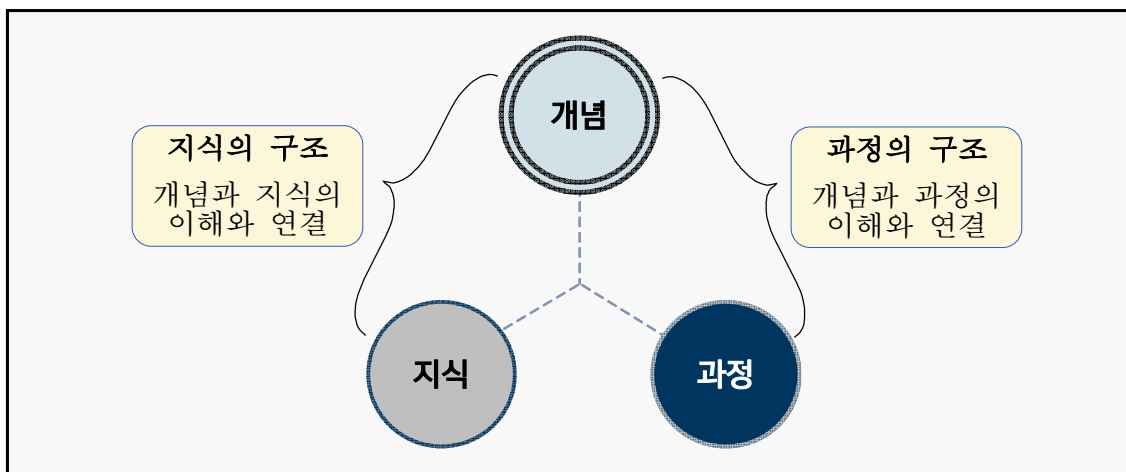 개념
지식의 구조
개념과 지식의
이해와 연결
과정의 구조
개념과 과정의
이해와 연결
지식
과정